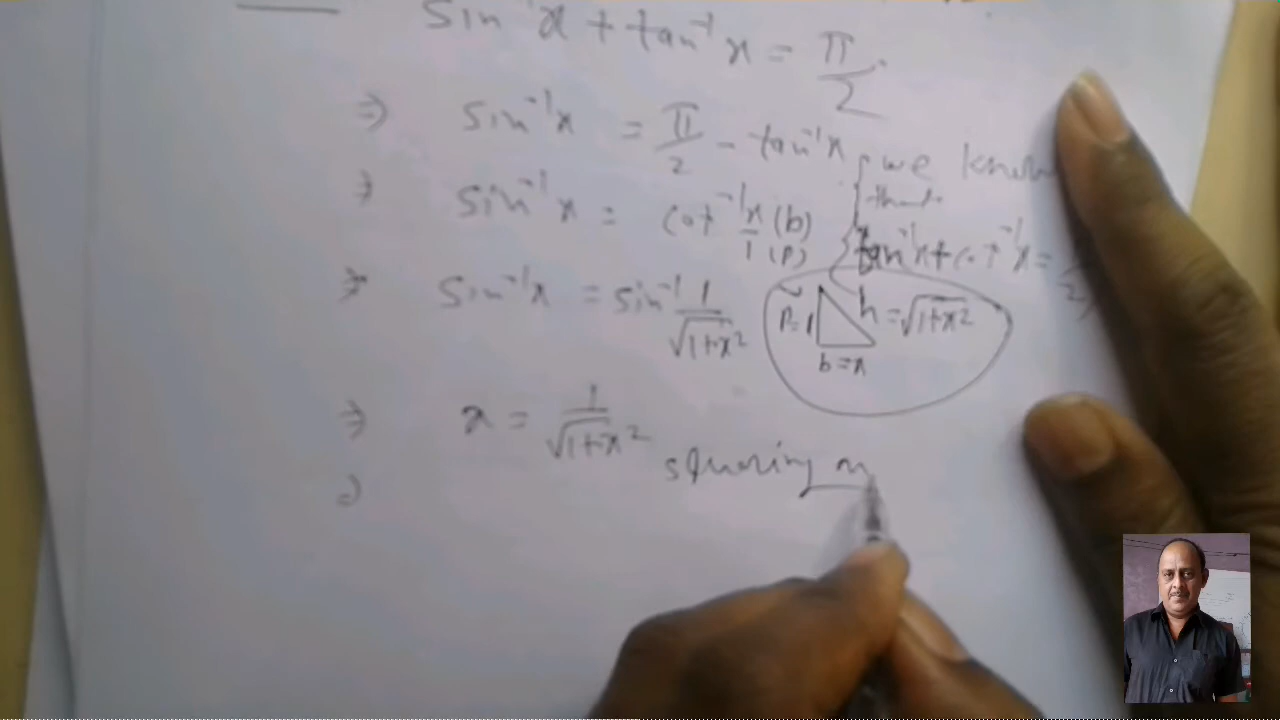 sin⁻¹x + tan⁻¹x = π/2
⇒ sin⁻¹x = π/2 - tan⁻¹x
we know
that
⇒ sin⁻¹x = cot⁻¹ x/1 (b) (p)
tan⁻¹x + cot⁻¹x = π/2
⇒ sin⁻¹x = sin⁻¹ 1/√1+x²
P=1 h = √1+x²
b=x
⇒ x = 1/√1+x²
squaring on
⇒